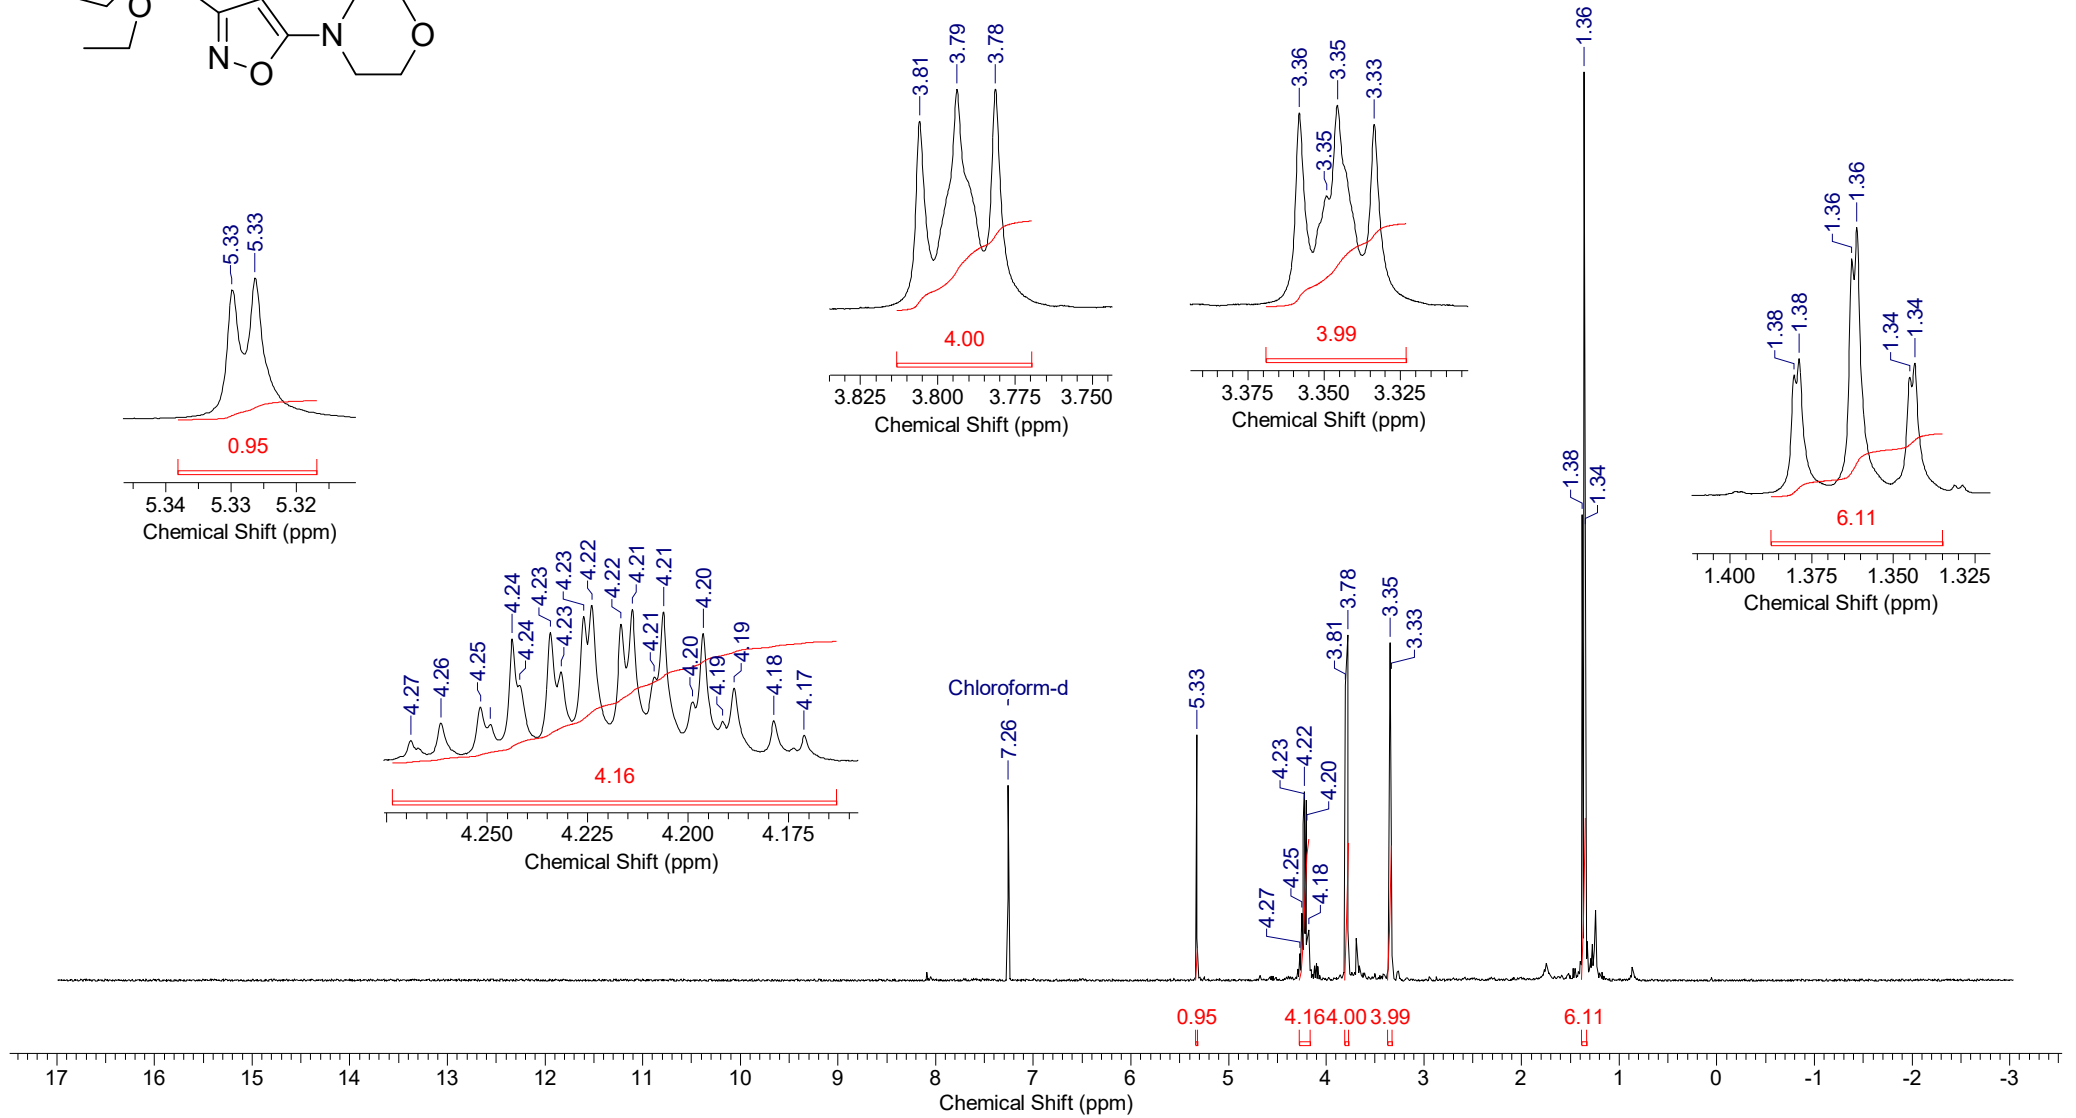 O
N
O
N
O
5.33
5.33
0.95
5.34 5.33 5.32
Chemical Shift (ppm)
3.81
3.79
3.78
4.00
3.825 3.800 3.775 3.750
Chemical Shift (ppm)
3.36
3.35
3.35
3.33
3.99
3.375 3.350 3.325
Chemical Shift (ppm)
1.38
1.38
1.36
1.36
1.34
1.34
6.11
1.400 1.375 1.350 1.325
Chemical Shift (ppm)
4.27
4.26
4.25
4.24
4.24
4.23
4.23
4.23
4.22
4.22
4.21
4.21
4.21
4.20
4.20
4.19
4.19
4.18
4.17
4.16
4.250 4.225 4.200 4.175
Chemical Shift (ppm)
Chloroform-d
7.26
5.33
4.27
4.25
4.23
4.22
4.20
4.18
3.81
3.78
3.35
3.33
1.38
1.36
1.34
0.95 4.16 4.00 3.99 6.11
17 16 15 14 13 12 11 10 9 8 7 6 5 4 3 2 1 0 -1 -2 -3
Chemical Shift (ppm)